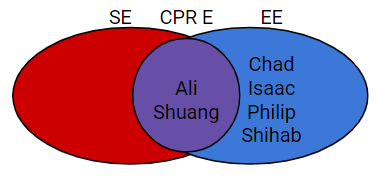 SE CPR E EE
Ali
Shuang
Chad
Isaac
Philip
Shihab